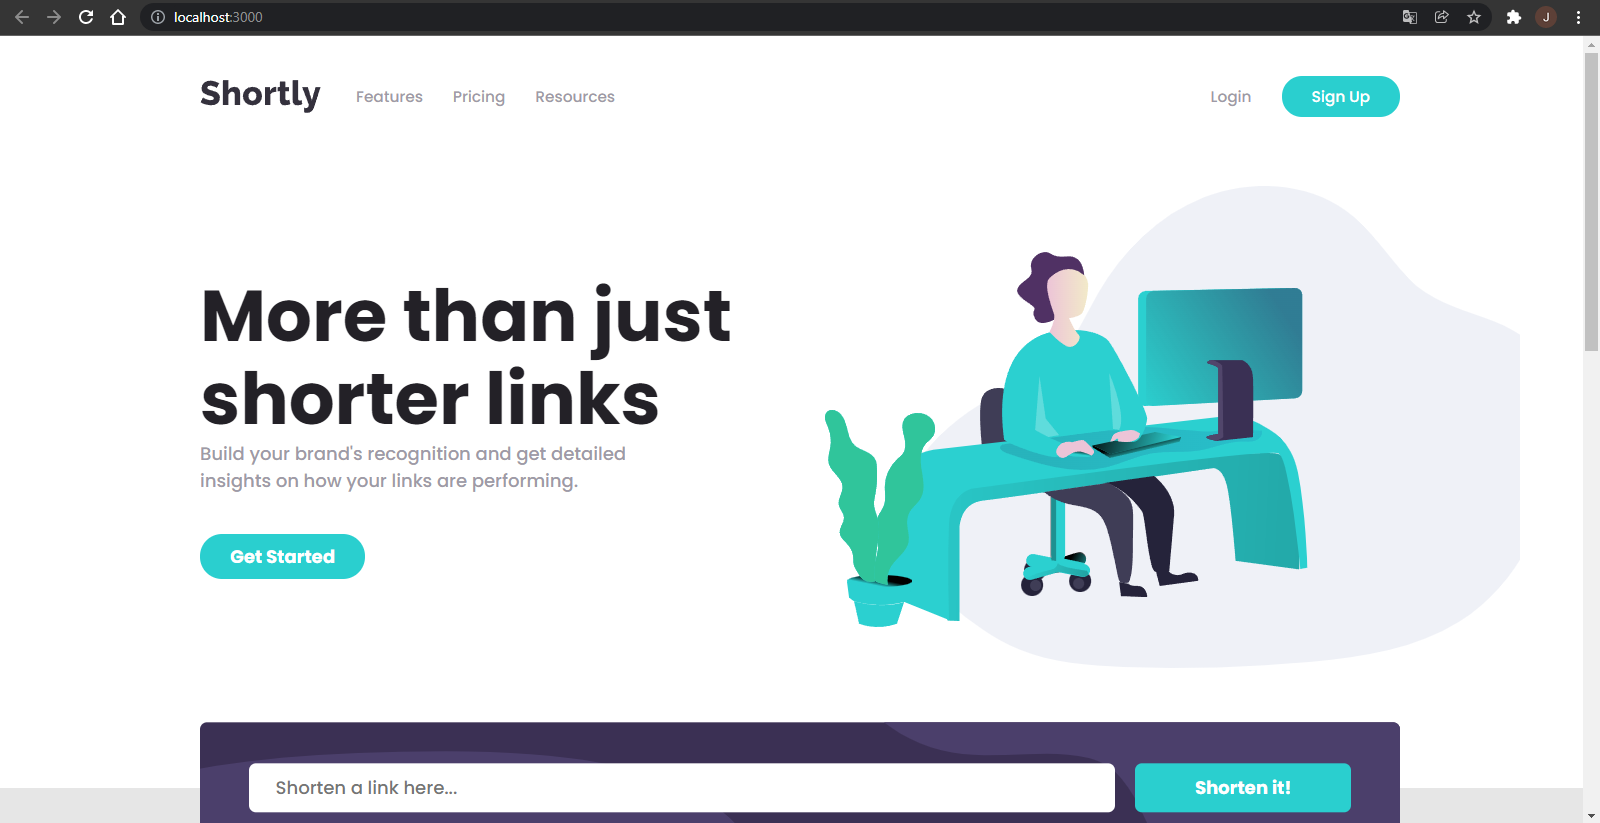 localhost:3000
J
Shortly Features Pricing Resources Login Sign Up
More than just
shorter links
Build your brand's recognition and get detailed
insights on how your links are performing.
Get Started
Shorten a link here... Shorten it!